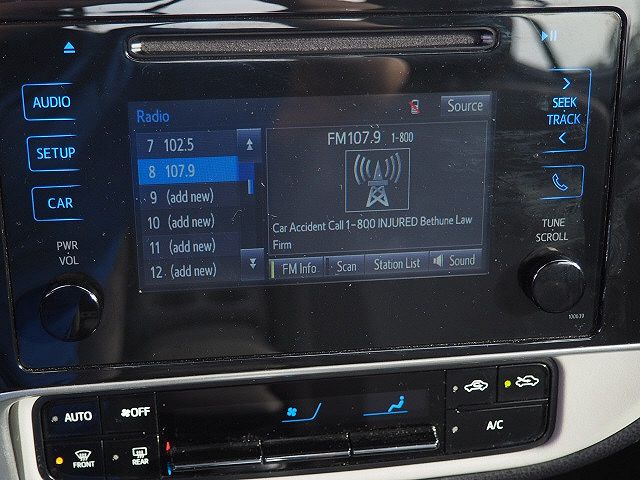 AUDIO
SETUP
CAR
PWR
VOL
Radio
Source
7 102.5
8 107.9
9 (add new)
10 (add new)
11 (add new)
12 (add new)
FM107.9 1-800
Car Accident Call 1-800 INJURED Bethune Law
Firm
FM Info
Scan
Station List
Sound
SEEK
TRACK
TUNE
SCROLL
100639
AUTO
OFF
FRONT
REAR
A/C